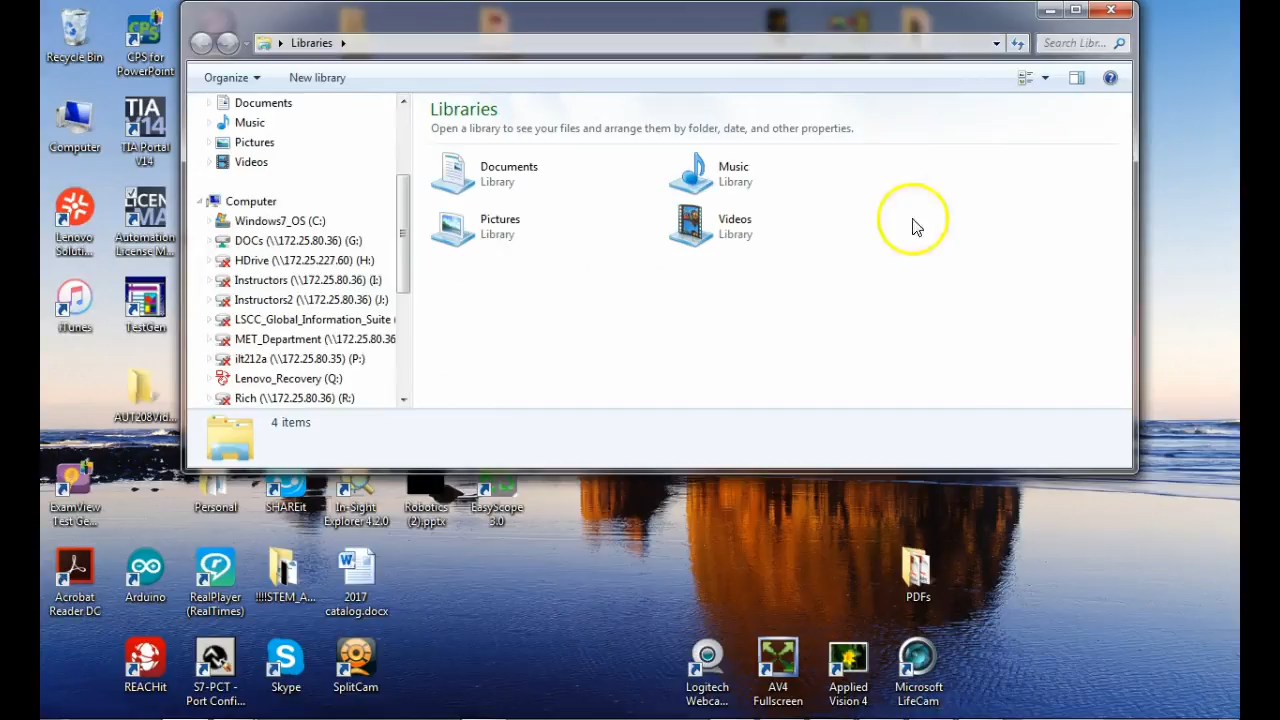 Libraries
Search Libr...
Organize
New library
Documents
Music
Pictures
Videos
Computer
Windows7_OS (C:)
DOCs (\\172.25.80.36) (G:)
HDrive (\\172.25.227.60) (H:)
Instructors (\\172.25.80.36) (I:)
Instructors2 (\\172.25.80.36) (J:)
LSCC_Global_Information_Suite (
MET_Department (\\172.25.80.36
ilt212a (\\172.25.80.35) (P:)
Lenovo_Recovery (Q:)
Rich (\\172.25.80.36) (R:)
Libraries
Open a library to see your files and arrange them by folder, date, and other properties.
Documents
Library
Music
Library
Pictures
Library
Videos
Library
4 items
Recycle Bin
CPS for
PowerPoint
Computer
TIA
V14
TIA Portal
V14
Lenovo
Soluti...
Automation
License M...
iTunes
TestGen
AUT208Vid...
ExamView
Test Ge...
Personal
SHAREit
In-Sight
Explorer 4.2.0
Robotics
(2).pptx
EasyScope
3.0
Acrobat
Reader DC
Arduino
RealPlayer
(RealTimes)
!!!!STEM_A...
2017
catalog.docx
PDFs
REACHit
S7-PCT -
Port Confi...
Skype
SplitCam
Logitech
Webca...
AV4
Fullscreen
Applied
Vision 4
Microsoft
LifeCam